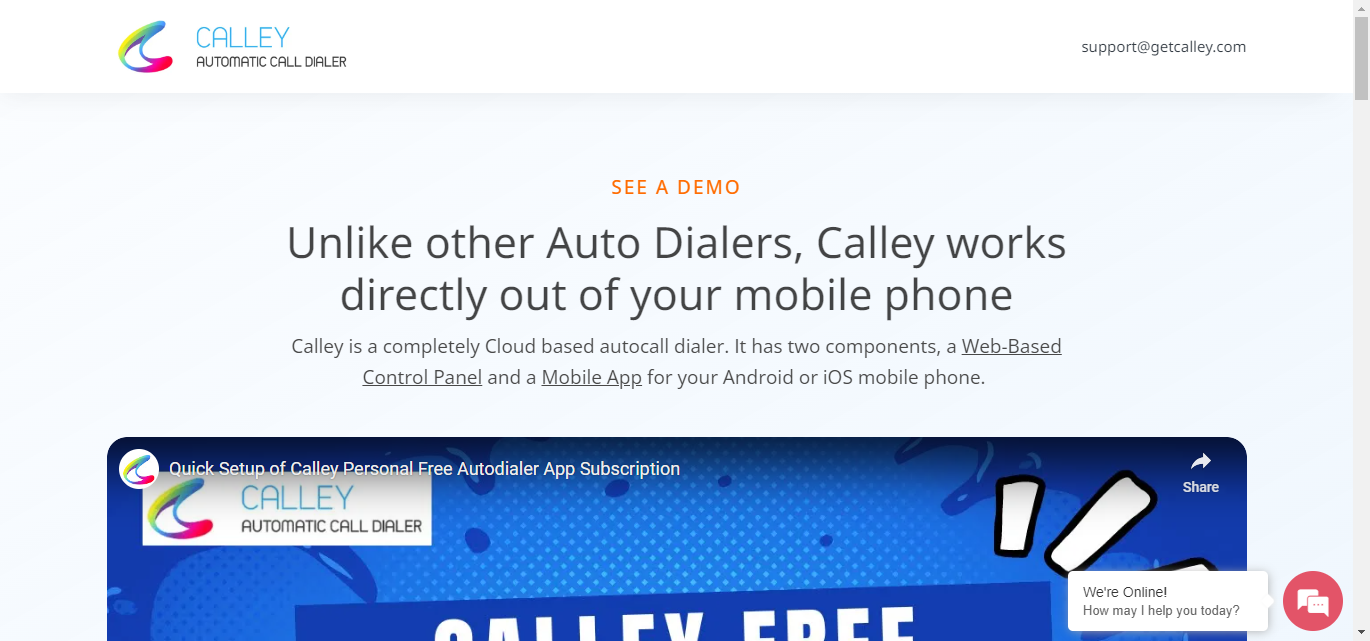 CALLEY
AUTOMATIC CALL DIALER
support@getcalley.com
SEE A DEMO
Unlike other Auto Dialers, Calley works
directly out of your mobile phone
Calley is a completely Cloud based autocall dialer. It has two components, a Web-Based
Control Panel and a Mobile App for your Android or iOS mobile phone.
Quick Setup of Calley Personal Free Autodialer App Subscription
Share
CALLEY
AUTOMATIC CALL DIALER
CALLEY FREE
We're Online!
How may I help you today?